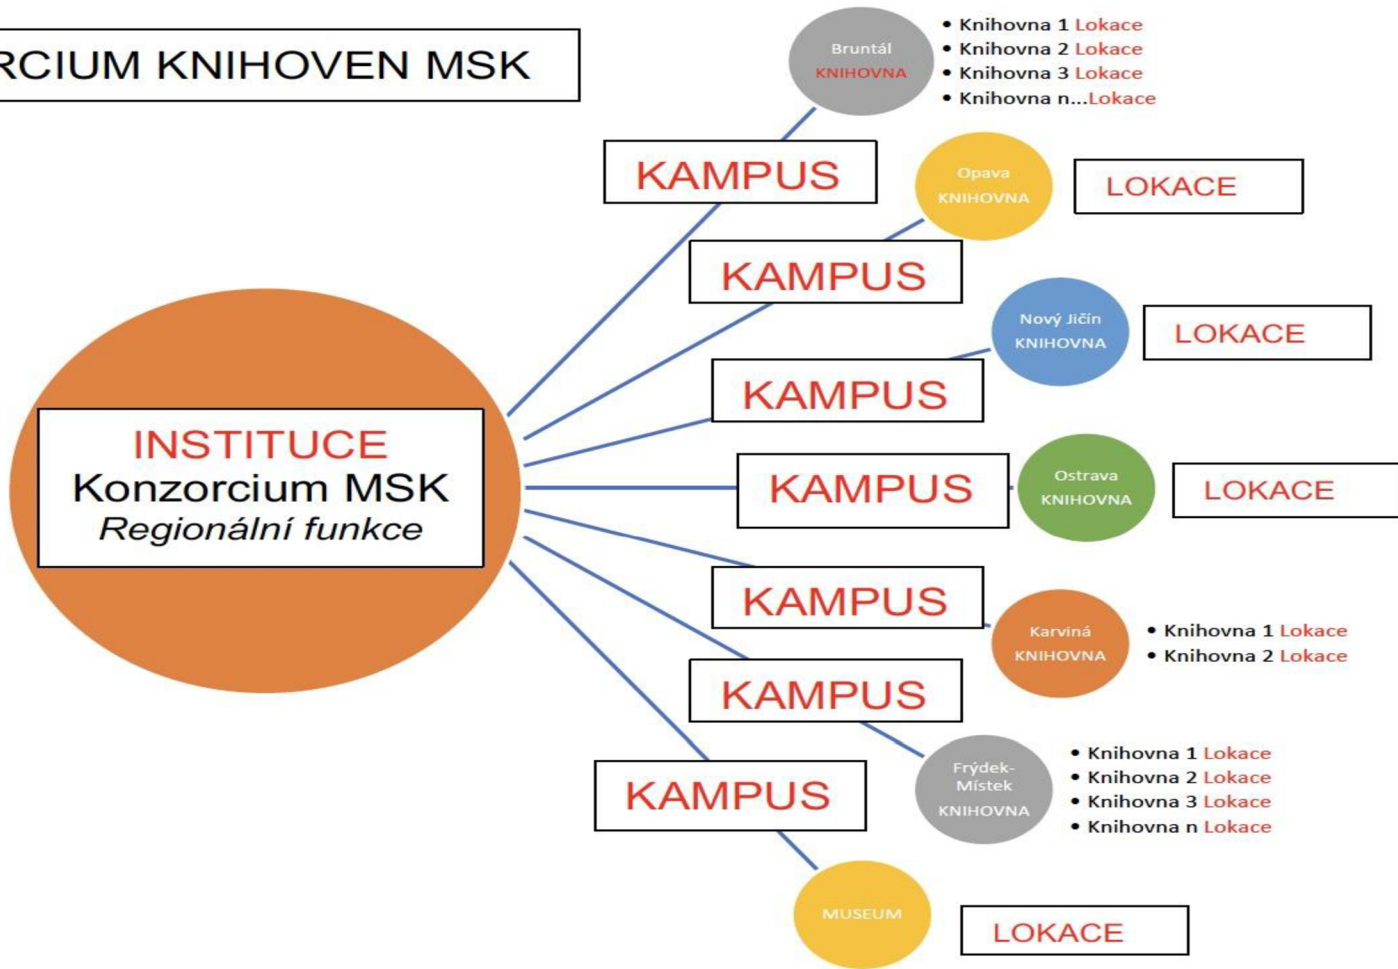 RCIUM KNIHOVEN MSK
Bruntál
KNIHOVNA
• Knihovna 1 Lokace
• Knihovna 2 Lokace
• Knihovna 3 Lokace
• Knihovna n...Lokace
KAMPUS
Opava
KNIHOVNA
LOKACE
KAMPUS
Nový Jičín
KNIHOVNA
LOKACE
KAMPUS
INSTITUCE
Konzorcium MSK
Regionální funkce
KAMPUS
Ostrava
KNIHOVNA
LOKACE
KAMPUS
Karviná
KNIHOVNA
• Knihovna 1 Lokace
• Knihovna 2 Lokace
KAMPUS
Frýdek-
Místek
KNIHOVNA
• Knihovna 1 Lokace
• Knihovna 2 Lokace
• Knihovna 3 Lokace
• Knihovna n Lokace
KAMPUS
MUSEUM
LOKACE